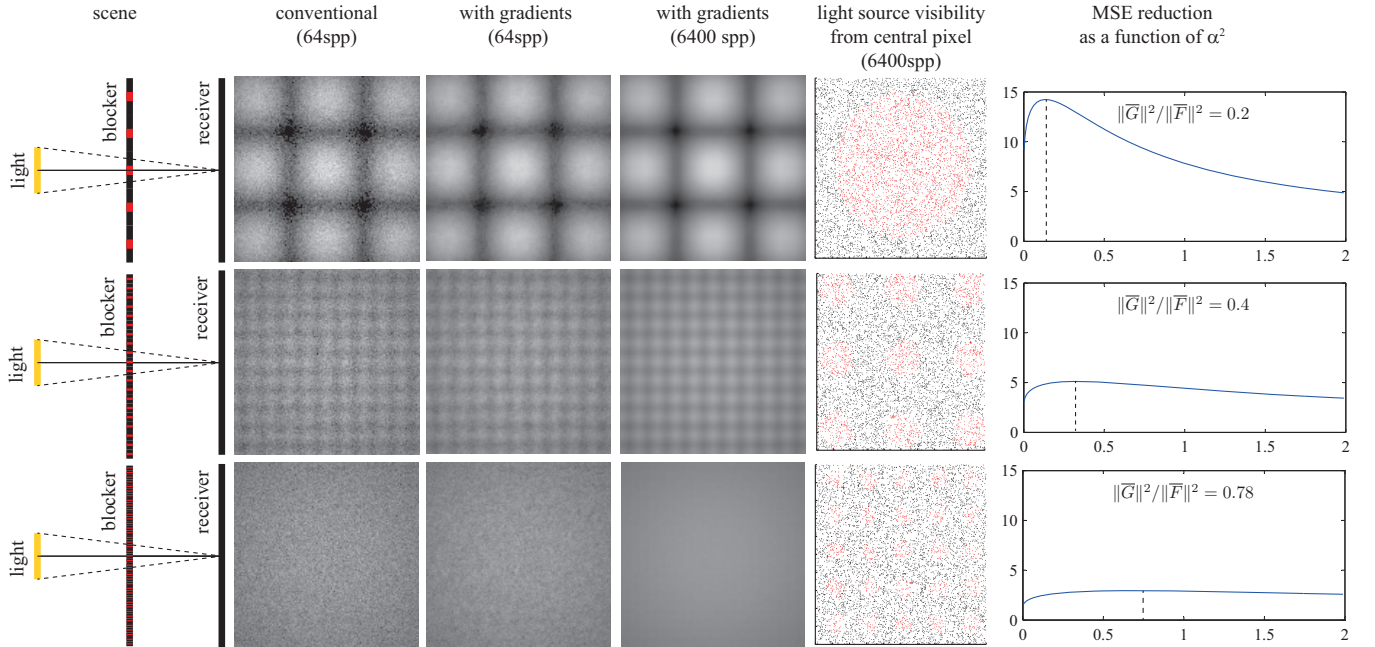 scene
conventional
(64spp)
with gradients
(64spp)
with gradients
(6400 spp)
light source visibility
from central pixel
(6400spp)
MSE reduction
as a function of α²
light
blocker
receiver
15
10
5
0
‖G̅‖²/‖F̅‖² = 0.2
0.5
1
1.5
2
light
blocker
receiver
15
10
5
0
‖G̅‖²/‖F̅‖² = 0.4
0
0.5
1
1.5
2
light
blocker
receiver
15
10
5
0
‖G̅‖²/‖F̅‖² = 0.78
0
0.5
1
1.5
2